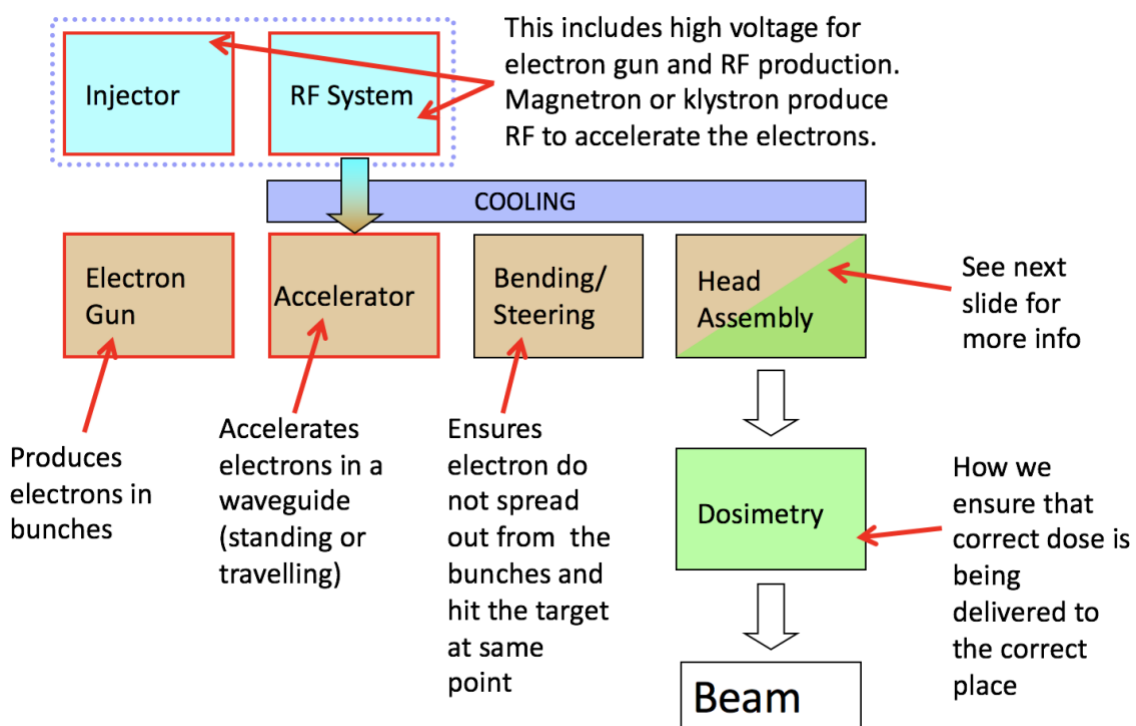 Injector
RF System
This includes high voltage for
electron gun and RF production.
Magnetron or klystron produce
RF to accelerate the electrons.
COOLING
Electron
Gun
Accelerator
Bending/
Steering
Head
Assembly
See next
slide for
more info
Produces
electrons in
bunches
Accelerates
electrons in a
waveguide
(standing or
travelling)
Ensures
electron do
not spread
out from the
bunches and
hit the target
at same
point
Dosimetry
How we
ensure that
correct dose is
being
delivered to
the correct
place
Beam